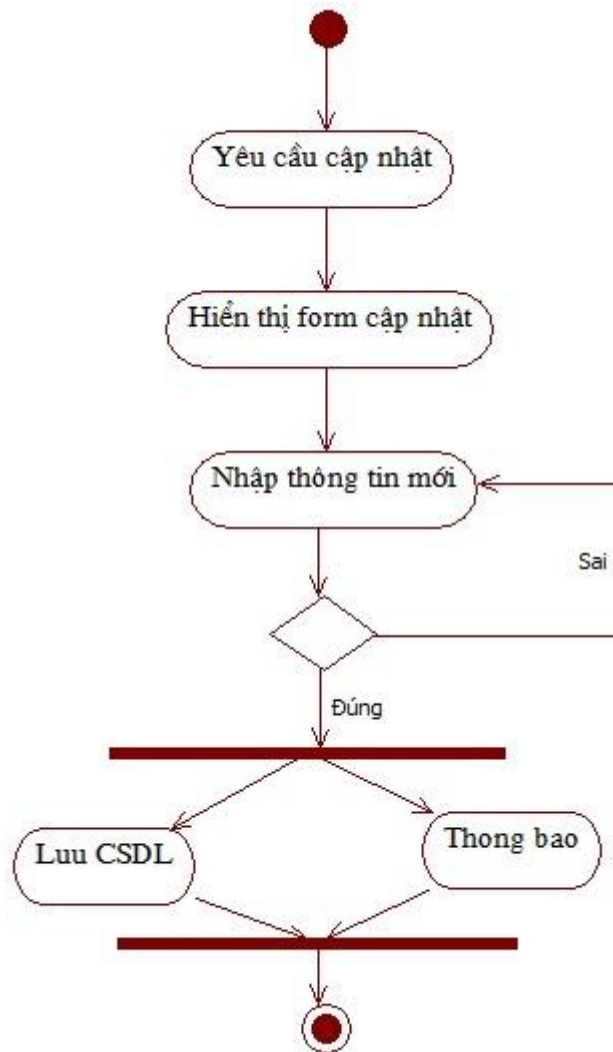 Yêu cầu cập nhật
Hiển thị form cập nhật
Nhập thông tin mới
Sai
Đúng
Luu CSDL
Thong bao